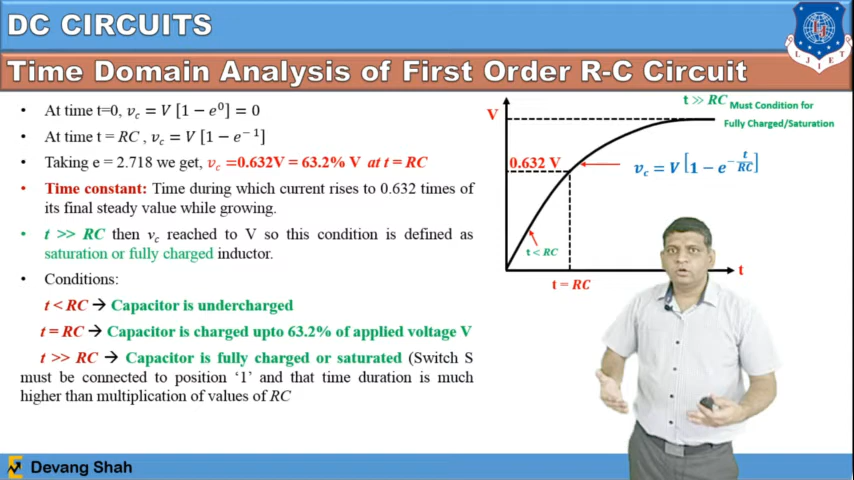 DC CIRCUITS
LJIET
Time Domain Analysis of First Order R-C Circuit
• At time t=0, v_c = V [1 − e^0] = 0
• At time t = RC , v_c = V [1 − e^−1]
• Taking e = 2.718 we get, v_c =0.632V = 63.2% V at t = RC
• Time constant: Time during which current rises to 0.632 times of
its final steady value while growing.
• t >> RC then v_c reached to V so this condition is defined as
saturation or fully charged inductor.
• Conditions:
t < RC → Capacitor is undercharged
t = RC → Capacitor is charged upto 63.2% of applied voltage V
t >> RC → Capacitor is fully charged or saturated (Switch S
must be connected to position ‘1’ and that time duration is much
higher than multiplication of values of RC
t ≫ RC Must Condition for
Fully Charged/Saturation
V
0.632 V
v_c = V [1 − e^−t/RC]
t < RC
t
t = RC
Devang Shah